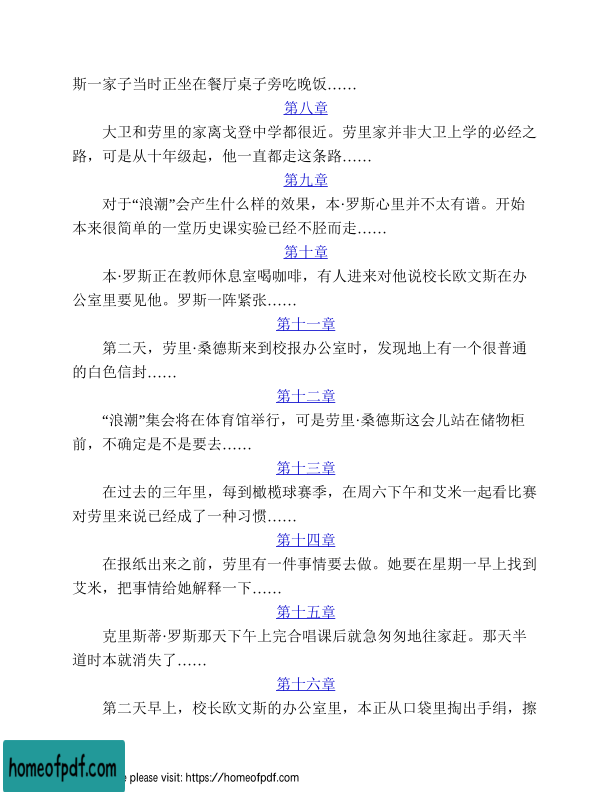 斯一家子当时正坐在餐厅桌子旁吃晚饭……
第八章
大卫和劳里的家离戈登中学都很近。劳里家并非大卫上学的必经之
路，可是从十年级起，他一直都走这条路……
第九章
对于“浪潮”会产生什么样的效果，本·罗斯心里并不太有谱。开始
本来很简单的一堂历史课实验已经不胫而走……
第十章
本·罗斯正在教师休息室喝咖啡，有人进来对他说校长欧文斯在办
公室里要见他。罗斯一阵紧张……
第十一章
第二天，劳里·桑德斯来到校报办公室时，发现地上有一个很普通
的白色信封……
第十二章
“浪潮”集会将在体育馆举行，可是劳里·桑德斯这会儿站在储物柜
前，不确定是不是要去……
第十三章
在过去的三年里，每到橄榄球赛季，在周六下午和艾米一起看比赛
对劳里来说已经成了一种习惯……
第十四章
在报纸出来之前，劳里有一件事情要去做。她要在星期一早上找到
艾米，把事情给她解释一下……
第十五章
克里斯蒂·罗斯那天下午上完合唱课后就急匆匆地往家赶。那天半
道时本就消失了……
第十六章
第二天早上，校长欧文斯的办公室里，本正从口袋里掏出手绢，擦
homeofpdf.com
e please visit: https://homeofpdf.com